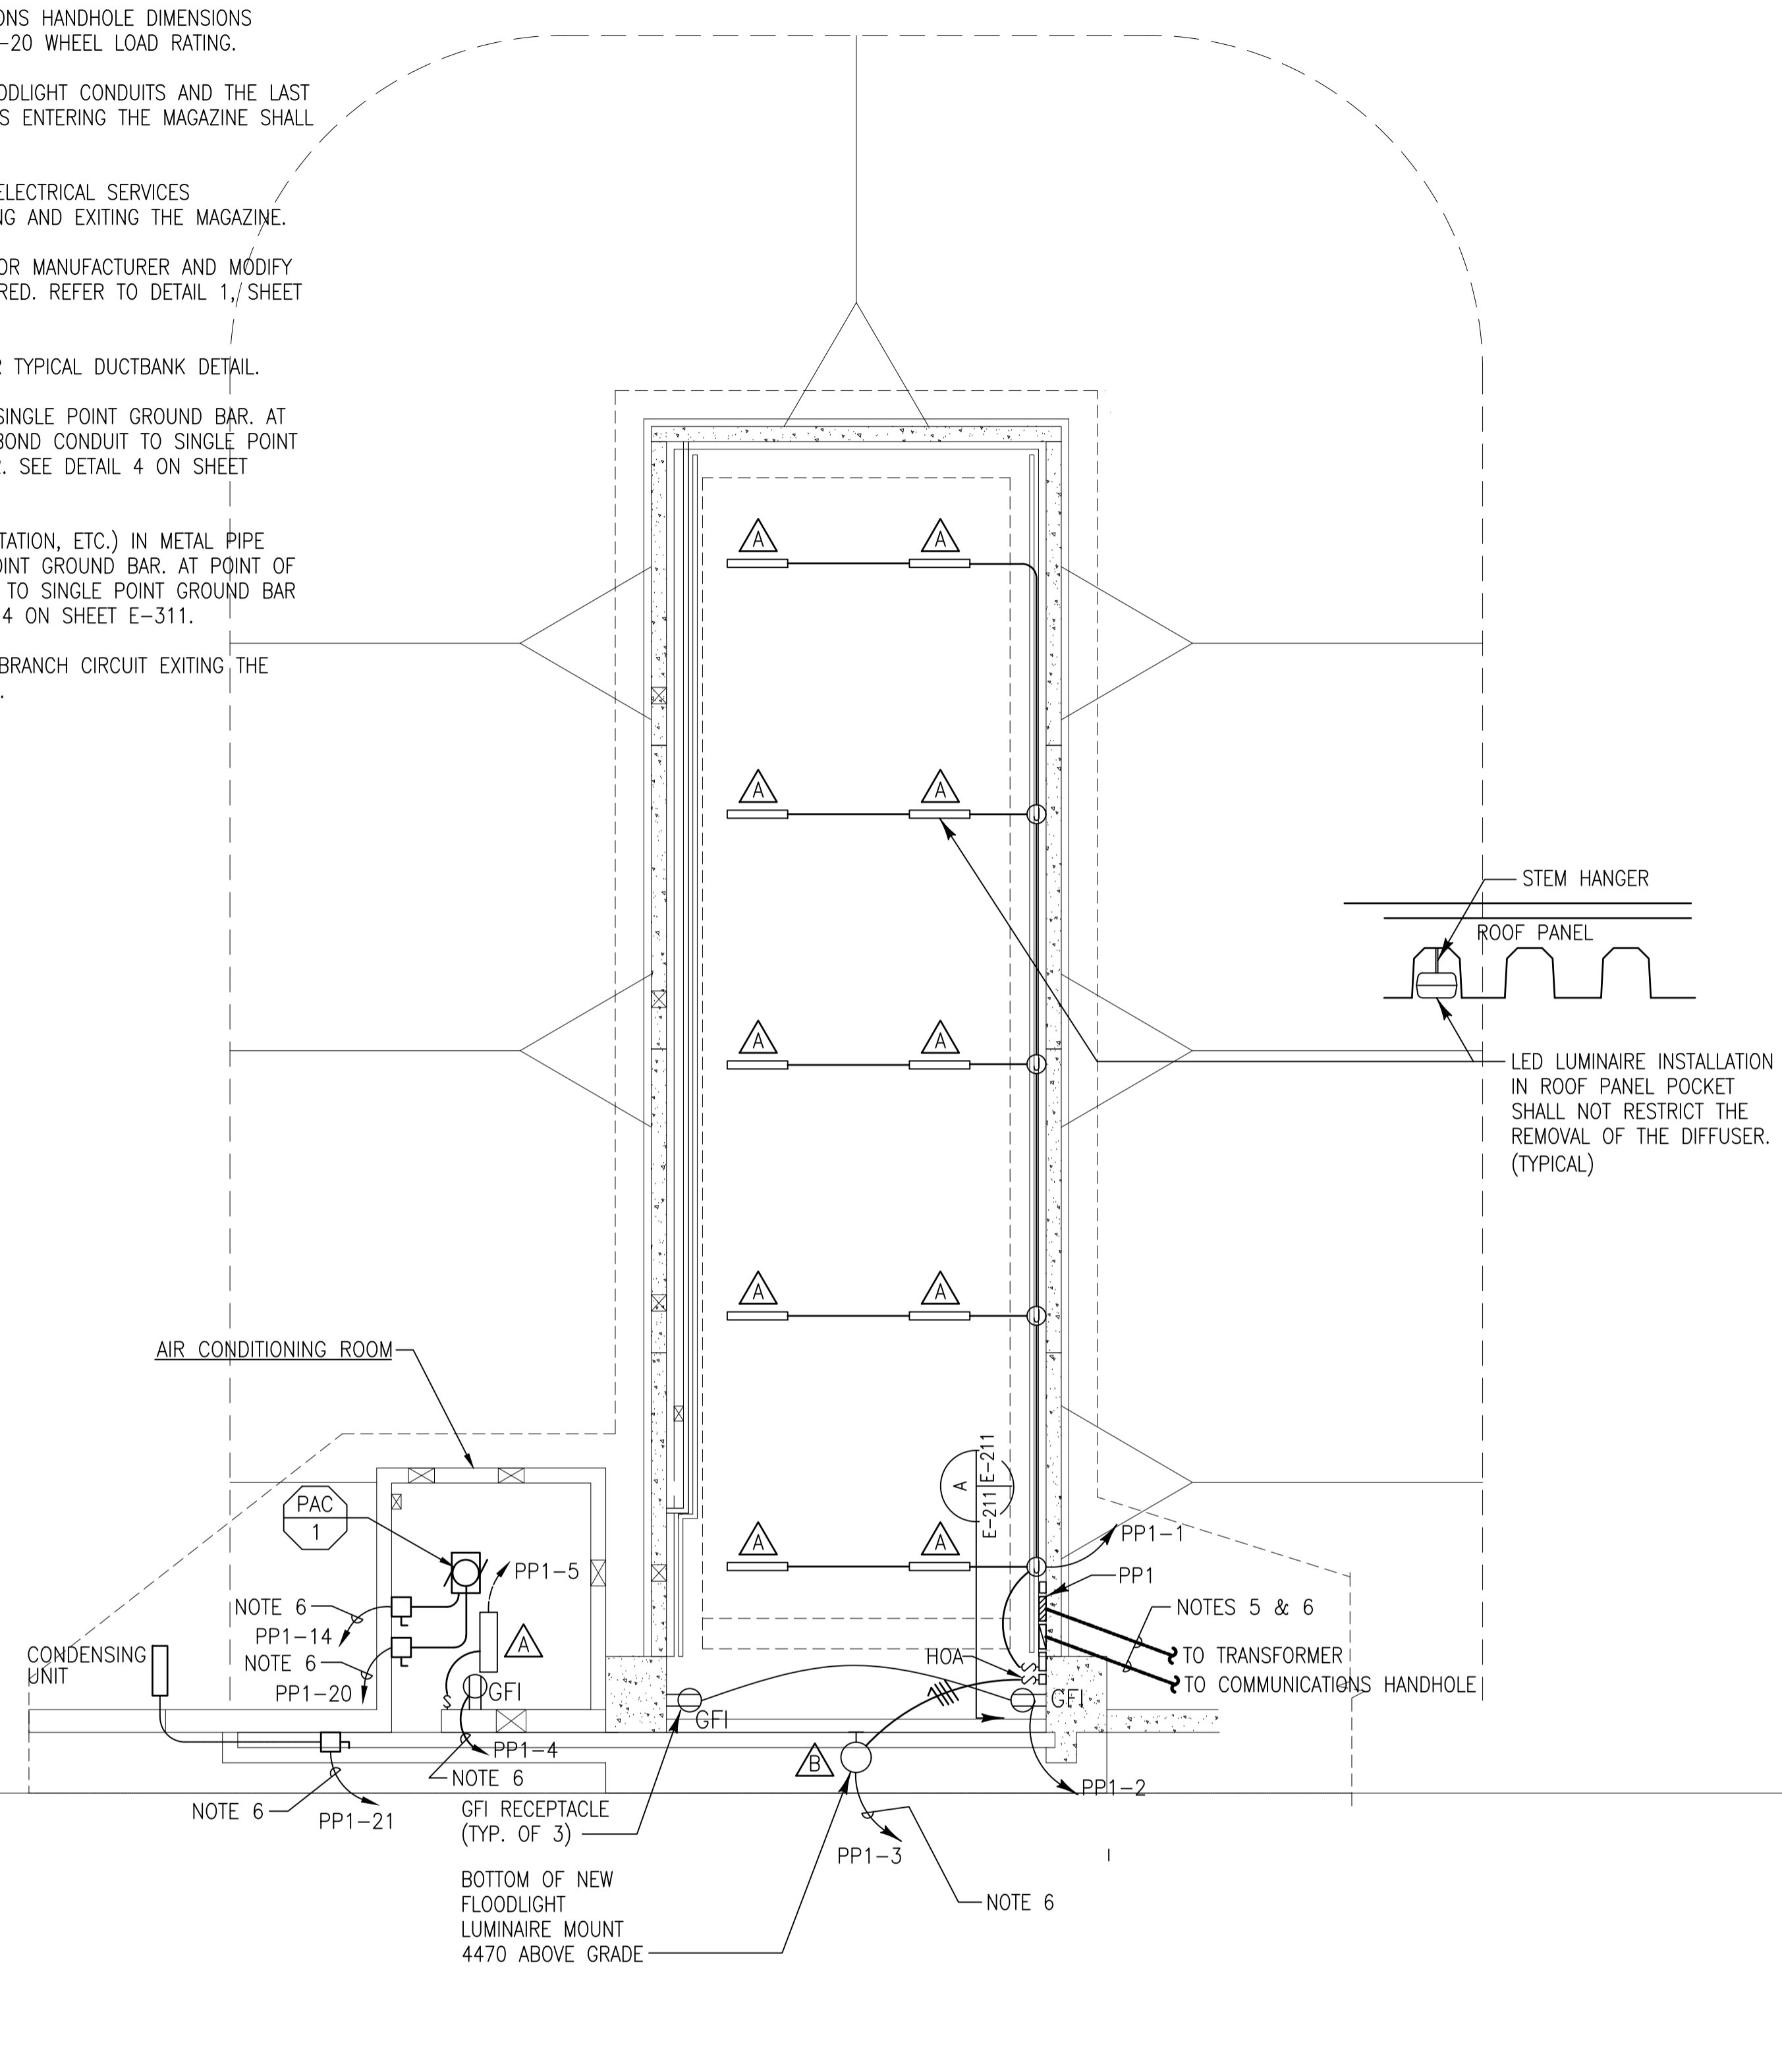 ONS HANDHOLE DIMENSIONS
-20 WHEEL LOAD RATING.
ODLIGHT CONDUITS AND THE LAST
S ENTERING THE MAGAZINE SHALL
ELECTRICAL SERVICES
NG AND EXITING THE MAGAZINE.
OR MANUFACTURER AND MODIFY
RED. REFER TO DETAIL 1, SHEET
R TYPICAL DUCTBANK DETAIL.
SINGLE POINT GROUND BAR. AT
BOND CONDUIT TO SINGLE POINT
R. SEE DETAIL 4 ON SHEET
TATION, ETC.) IN METAL PIPE
OINT GROUND BAR. AT POINT OF
TO SINGLE POINT GROUND BAR
4 ON SHEET E-311.
BRANCH CIRCUIT EXITING THE
.
A
A
A
A
J
STEM HANGER
ROOF PANEL
A
A
J
LED LUMINAIRE INSTALLATION
IN ROOF PANEL POCKET
SHALL NOT RESTRICT THE
REMOVAL OF THE DIFFUSER.
(TYPICAL)
A
A
J
AIR CONDITIONING ROOM
A
E-211
E-211
PAC
1
A
A
J
PP1-1
PP1-5
PP1
NOTE 6
PP1-14
NOTES 5 & 6
A
CONDENSING
UNIT
NOTE 6
PP1-20
HOA
TO TRANSFORMER
TO COMMUNICATIONS HANDHOLE
S
GFI
GFI
GFI
PP1-4
B
NOTE 6
PP1-2
NOTE 6
PP1-21
GFI RECEPTACLE
(TYP. OF 3)
PP1-3
BOTTOM OF NEW
FLOODLIGHT
LUMINAIRE MOUNT
4470 ABOVE GRADE
NOTE 6